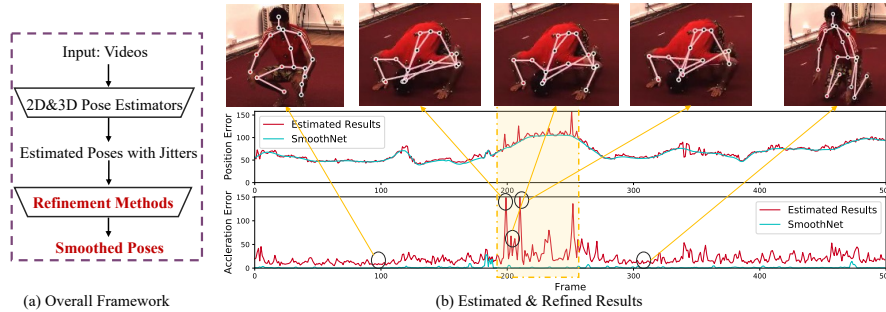 Input: Videos
2D&3D Pose Estimators
Estimated Poses with Jitters
Refinement Methods
Smoothed Poses
(a) Overall Framework
Position Error
150
100
50
0
Estimated Results
SmoothNet
0
100
200
300
400
500
Accleration Error
150
100
50
0
Estimated Results
SmoothNet
0
100
200
300
400
500
Frame
(b) Estimated & Refined Results